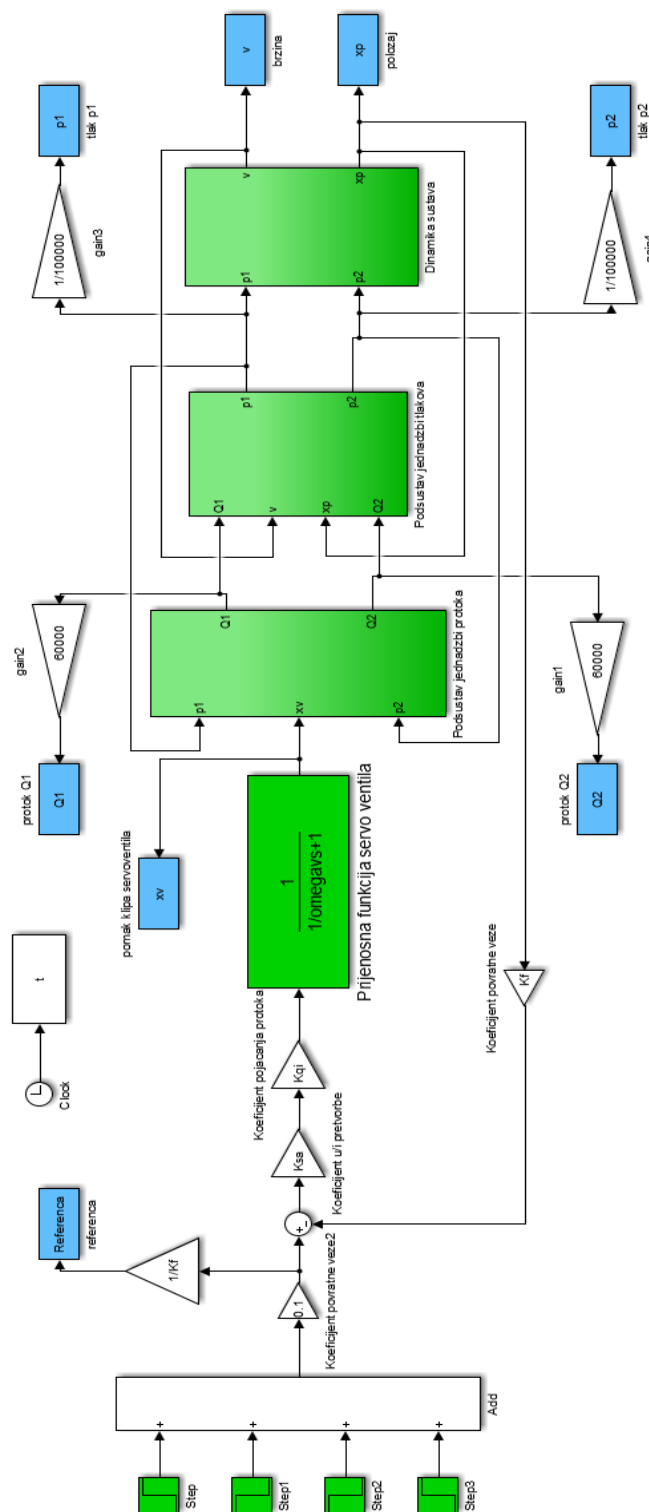 Step
Step1
Step2
Step3
+
+
+
+
Add
0.1
Koeficijent povratne veze2
1/Kf
Referenca
referenca
+
-
Ksa
Koeficijent u/i pretvorbe
Kqi
Koeficijent pojacanja protoka
Clock
t
1
1/omegavs+1
Prijenosna funkcija servo ventila
xv
pomak klipa servoventila
p1
xv
p2
Q1
Q2
Podsustav jednadzbi protoka
60000
gain2
Q1
protok Q1
60000
gain1
Q2
protok Q2
Q1
v
xp
Q2
p1
p2
Podsustav jednadzbi tlakova
1/100000
gain3
p1
tlak p1
1/100000
p2
tlak p2
p1
p2
v
xp
Dinamika sustava
v
brzina
xp
polozaj
Kf
Koeficijent povratne veze